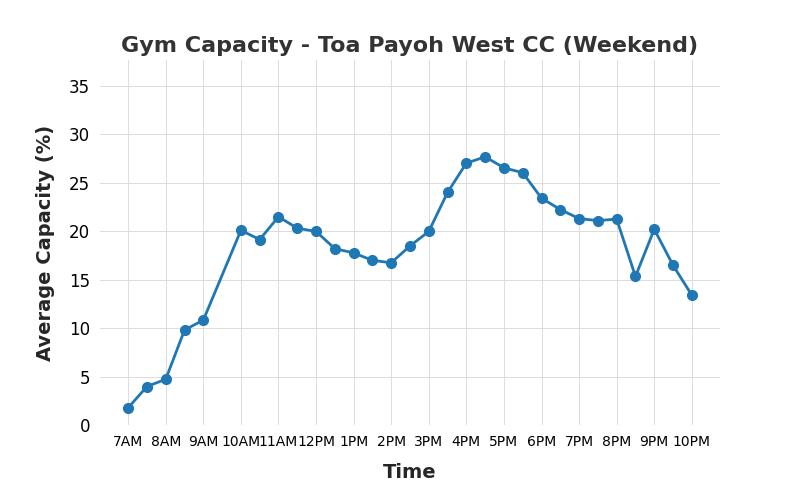 Gym Capacity - Toa Payoh West CC (Weekend)
Average Capacity (%)
35
30
25
20
15
10
5
0
7AM 8AM 9AM 10AM 11AM 12PM 1PM 2PM 3PM 4PM 5PM 6PM 7PM 8PM 9PM 10PM
Time